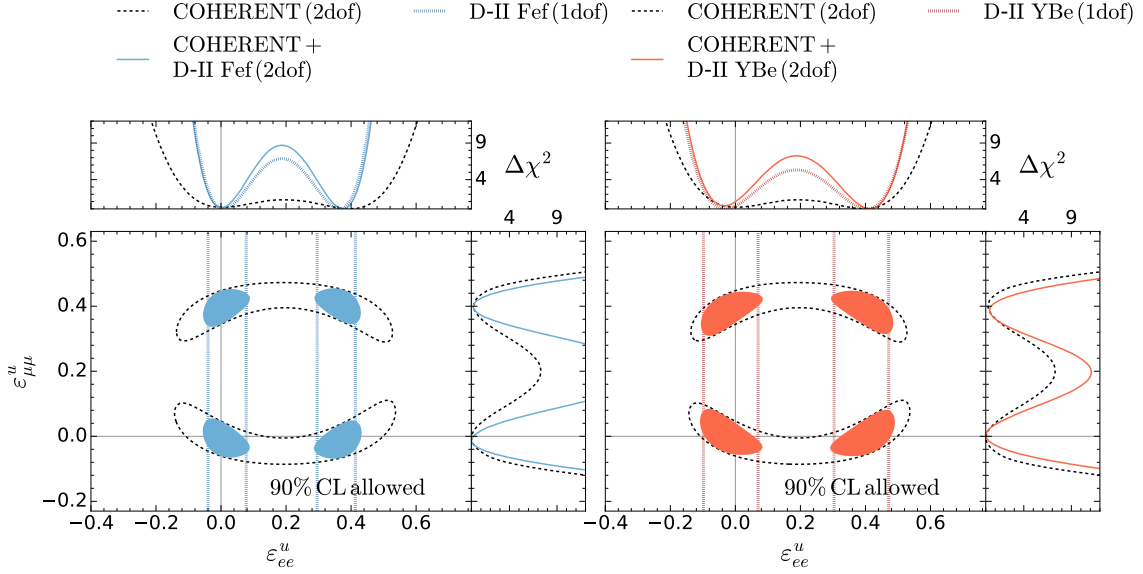 COHERENT (2dof)
D-II Fef (1dof)
COHERENT +
D-II Fef (2dof)
COHERENT (2dof)
D-II YBe (1dof)
COHERENT +
D-II YBe (2dof)
9
4
Δχ²
4 9
9
4
Δχ²
4 9
0.6
0.4
0.2
0.0
−0.2
ε^u_μμ
90% CL allowed
−0.4 −0.2 0.0 0.2 0.4 0.6
ε^u_ee
90% CL allowed
−0.4 −0.2 0.0 0.2 0.4 0.6
ε^u_ee